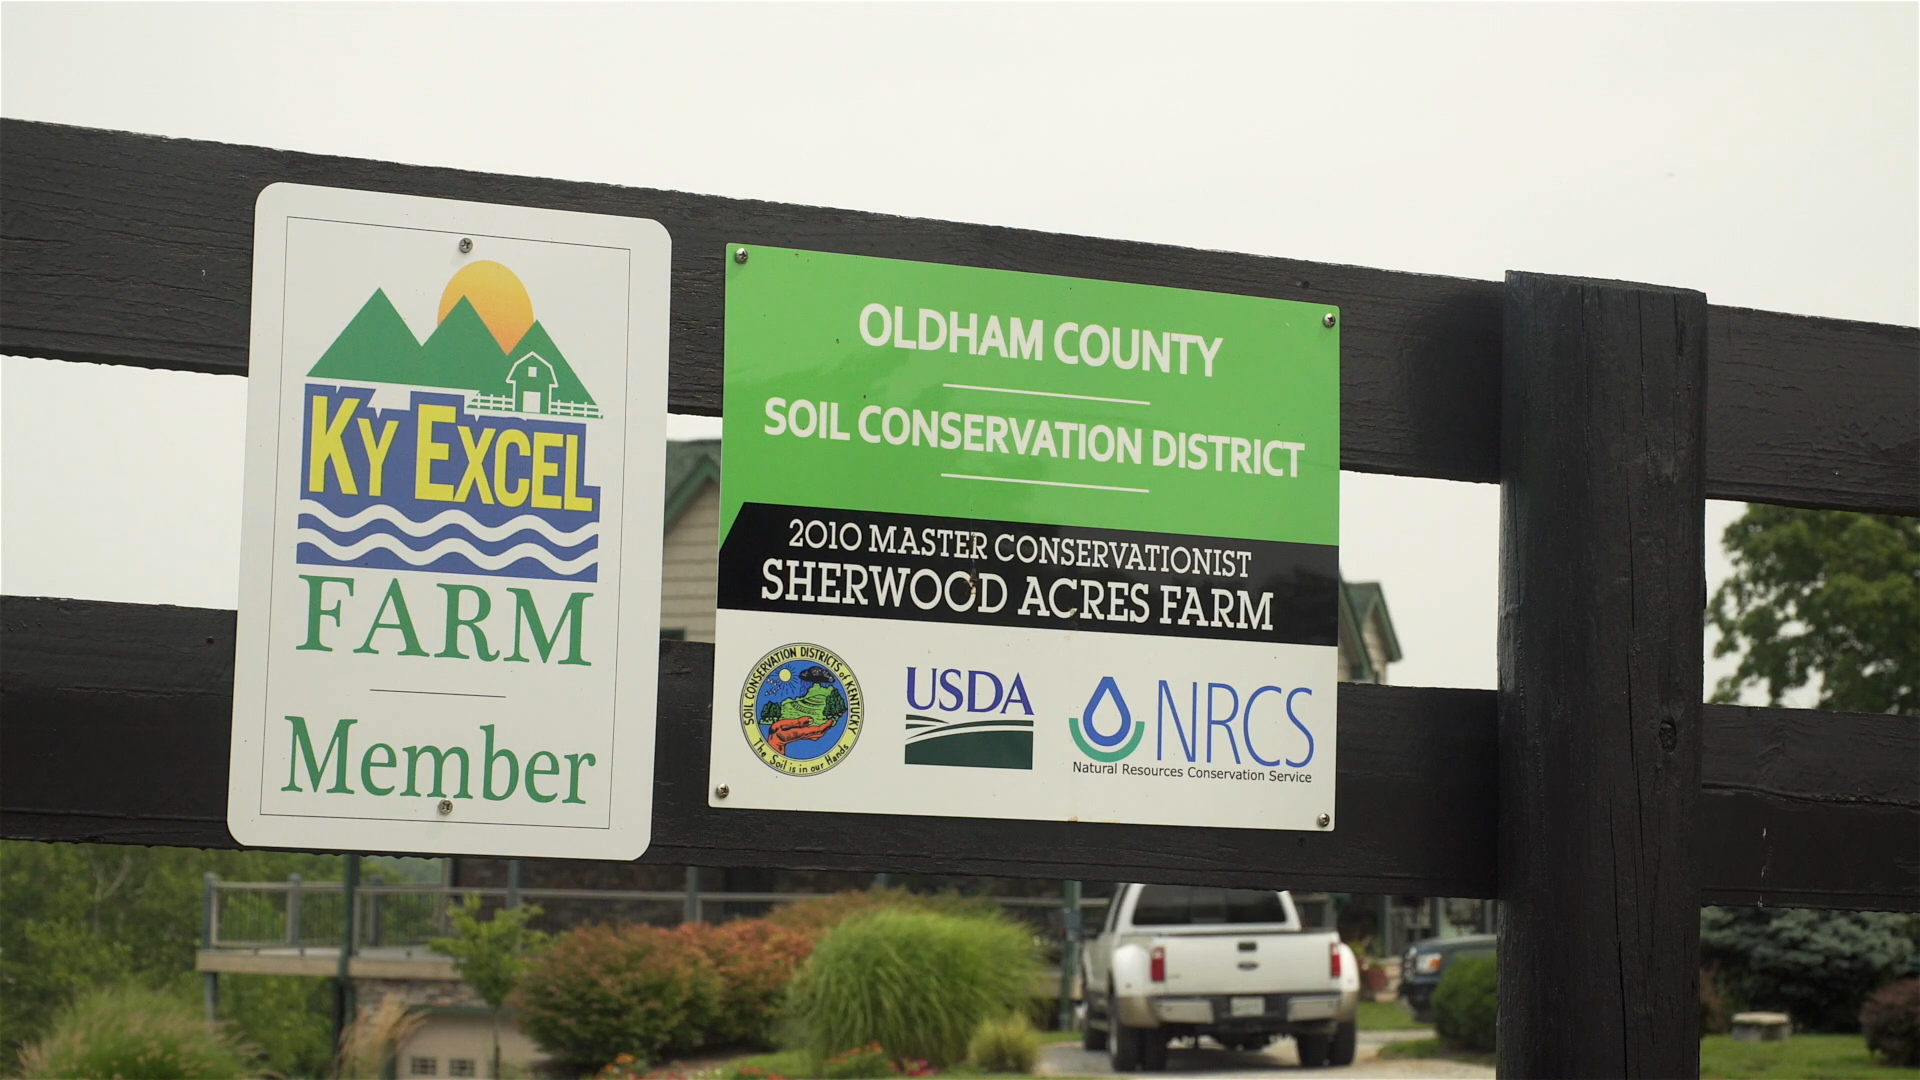 KY EXCEL
FARM
Member
OLDHAM COUNTY
SOIL CONSERVATION DISTRICT
2010 MASTER CONSERVATIONIST
SHERWOOD ACRES FARM
SOIL CONSERVATION DISTRICTS of KENTUCKY
The Soil is in our Hands
USDA
NRCS
Natural Resources Conservation Service